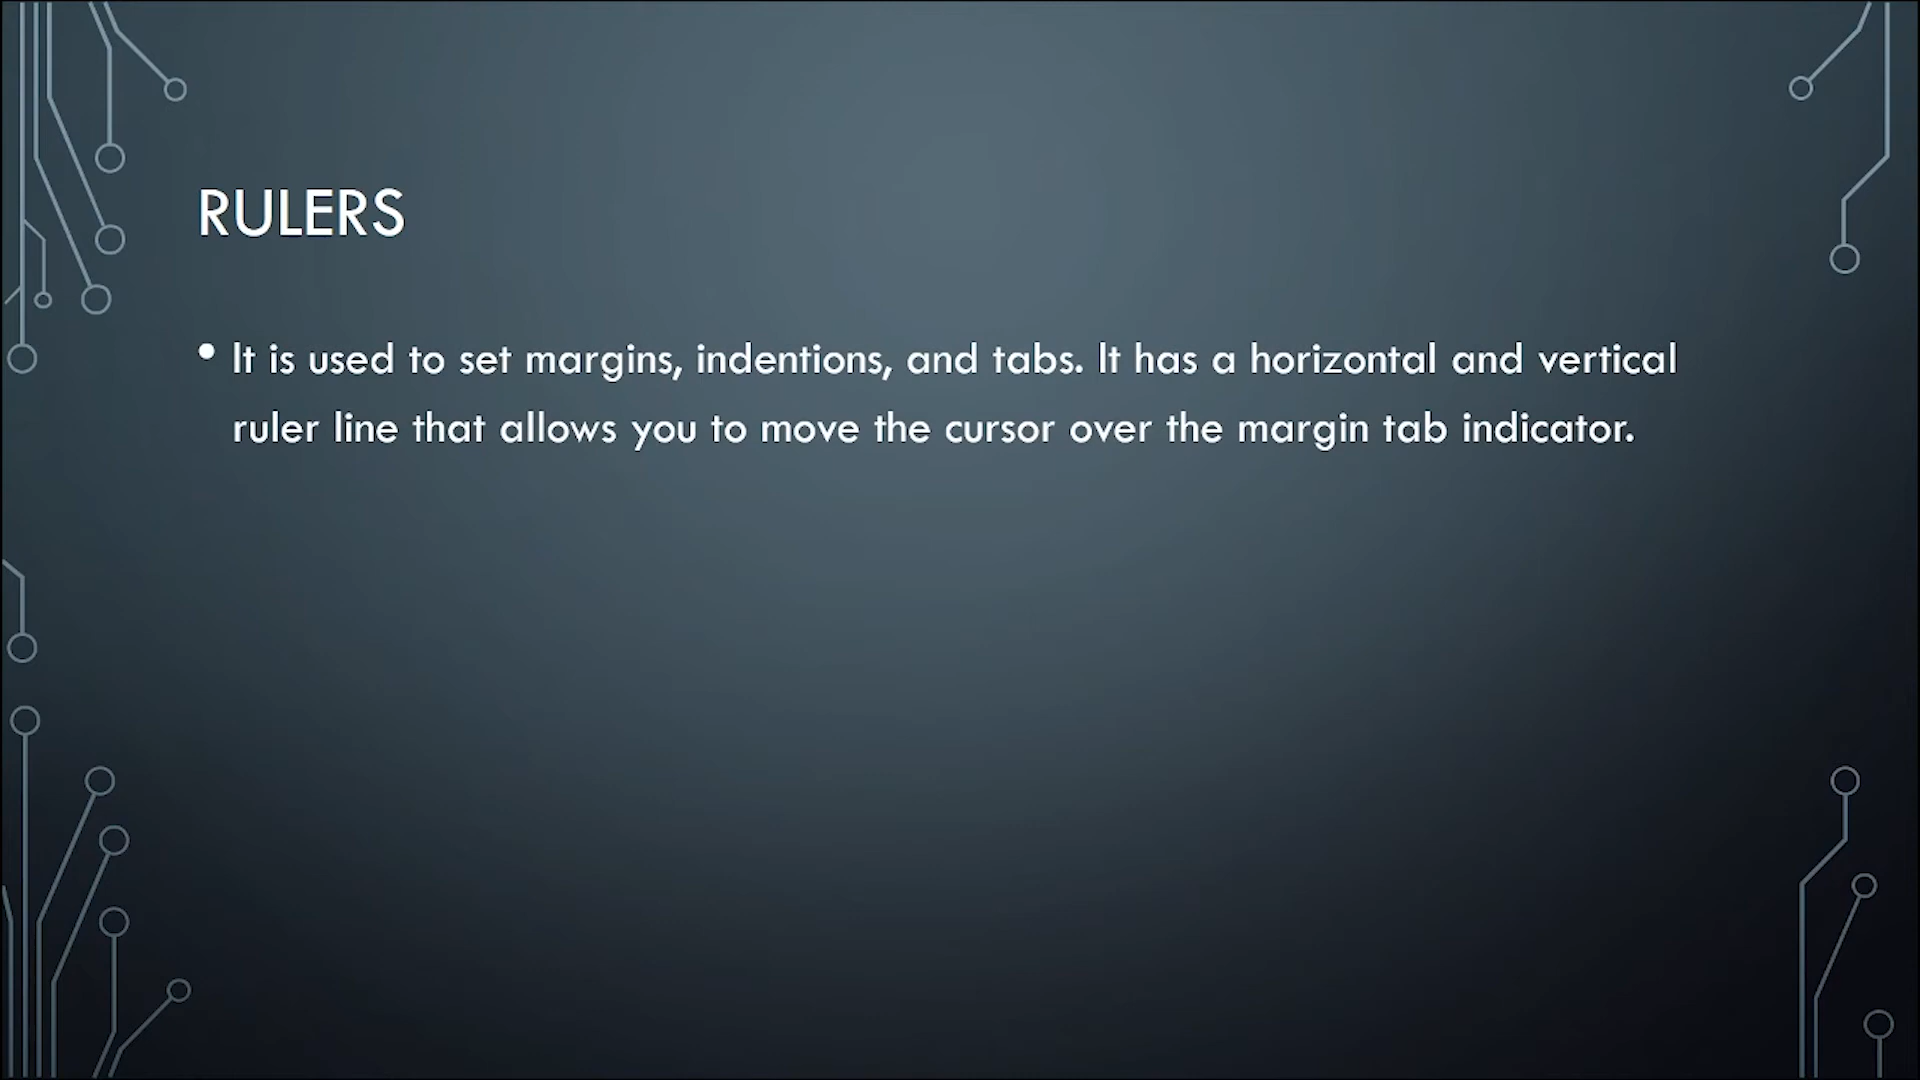 RULERS
• It is used to set margins, indentions, and tabs. It has a horizontal and vertical
ruler line that allows you to move the cursor over the margin tab indicator.